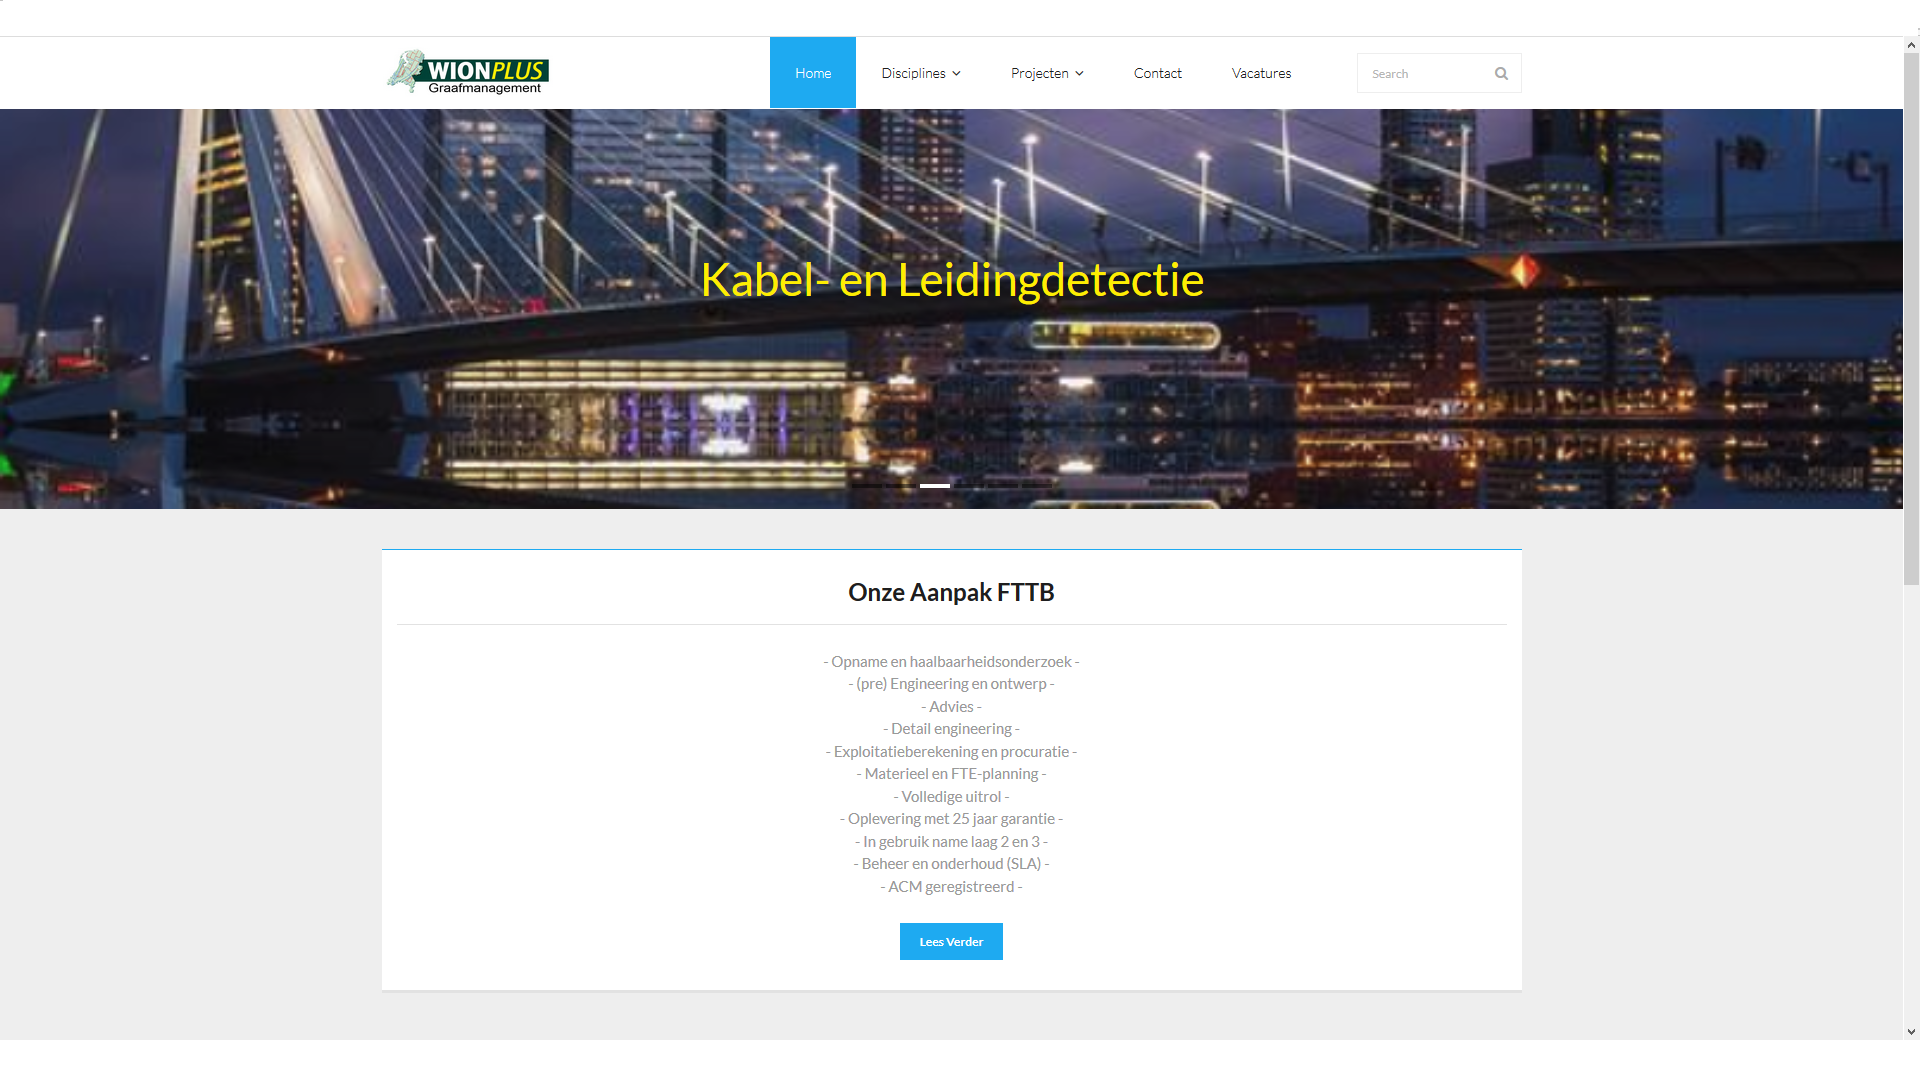 WIONPLUS
Graafmanagement
Home
Disciplines
Projecten
Contact
Vacatures
Search
Kabel- en Leidingdetectie
Onze Aanpak FTTB
- Opname en haalbaarheidsonderzoek -
- (pre) Engineering en ontwerp -
- Advies -
- Detail engineering -
- Exploitatieberekening en procuratie -
- Materieel en FTE-planning -
- Volledige uitrol -
- Oplevering met 25 jaar garantie -
- In gebruik name laag 2 en 3 -
- Beheer en onderhoud (SLA) -
- ACM geregistreerd -
Lees Verder